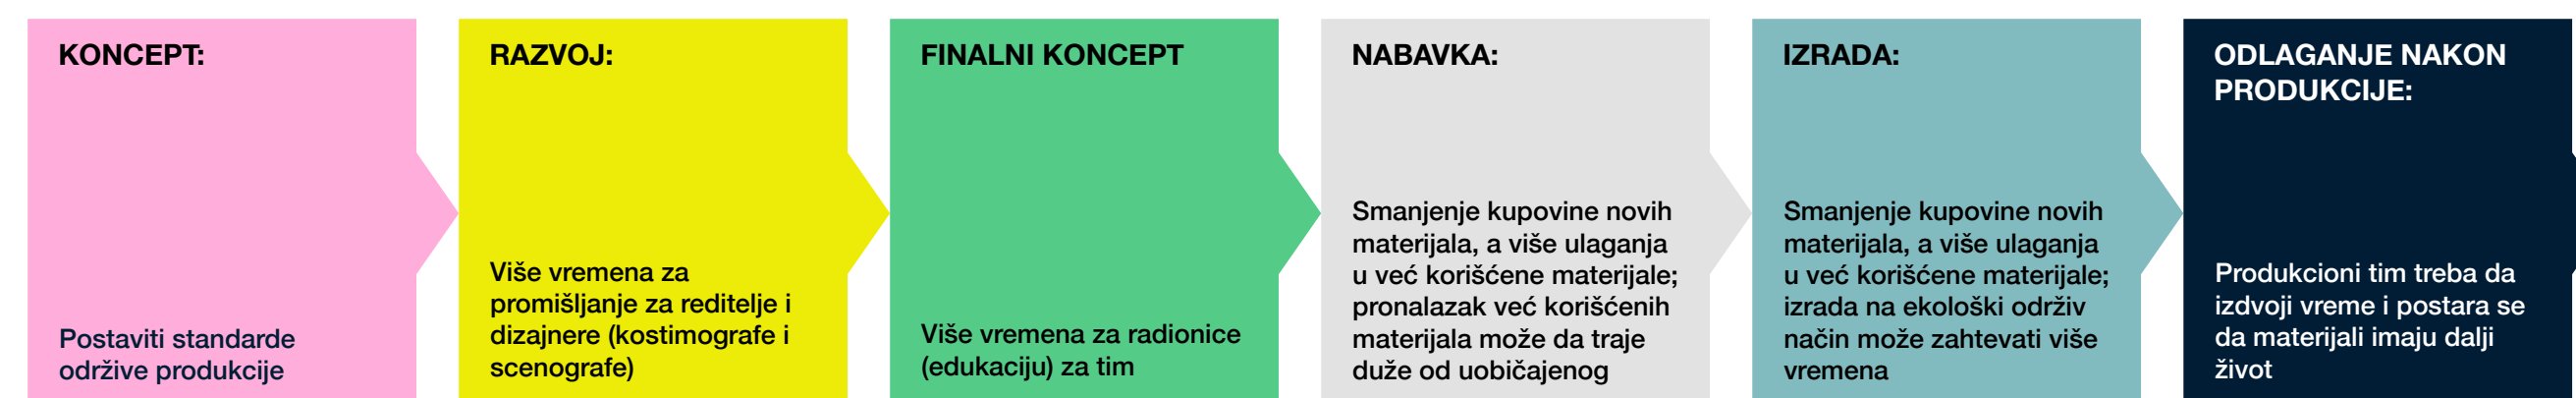 KONCEPT:
Postaviti standarde
održive produkcije
RAZVOJ:
Više vremena za
promišljanje za reditelje i
dizajnere (kostimografe i
scenografe)
FINALNI KONCEPT
Više vremena za radionice
(edukaciju) za tim
NABAVKA:
Smanjenje kupovine novih
materijala, a više ulaganja
u već korišćene materijale;
pronalazak već korišćenih
materijala može da traje
duže od uobičajenog
IZRADA:
Smanjenje kupovine novih
materijala, a više ulaganja
u već korišćene materijale;
izrada na ekološki održiv
način može zahtevati više
vremena
ODLAGANJE NAKON
PRODUKCIJE:
Produkcioni tim treba da
izdvoji vreme i postara se
da materijali imaju dalji
život